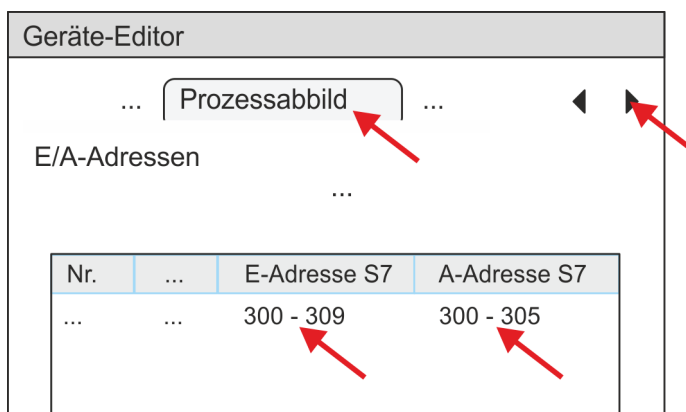 Geräte-Editor
... Prozessabbild ...
E/A-Adressen
...
Nr. ... E-Adresse S7 A-Adresse S7
... ... 300 - 309 300 - 305